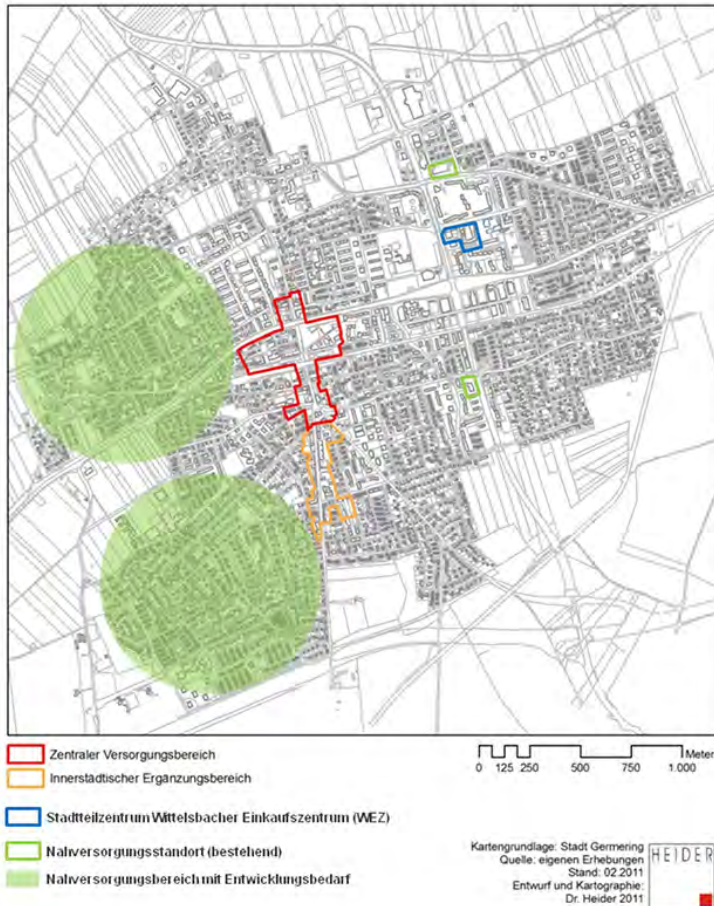 Zentraler Versorgungsbereich
Innerstädtischer Ergänzungsbereich
Stadtteilzentrum Wittelsbacher Einkaufszentrum (WEZ)
Nahversorgungsstandort (bestehend)
Nahversorgungsbereich mit Entwicklungsbedarf
Meter
0 125 250 500 750 1.000
Kartengrundlage: Stadt Germering
Quelle: eigenen Erhebungen
Stand: 02.2011
Entwurf und Kartographie:
Dr. Heider 2011
HEIDER